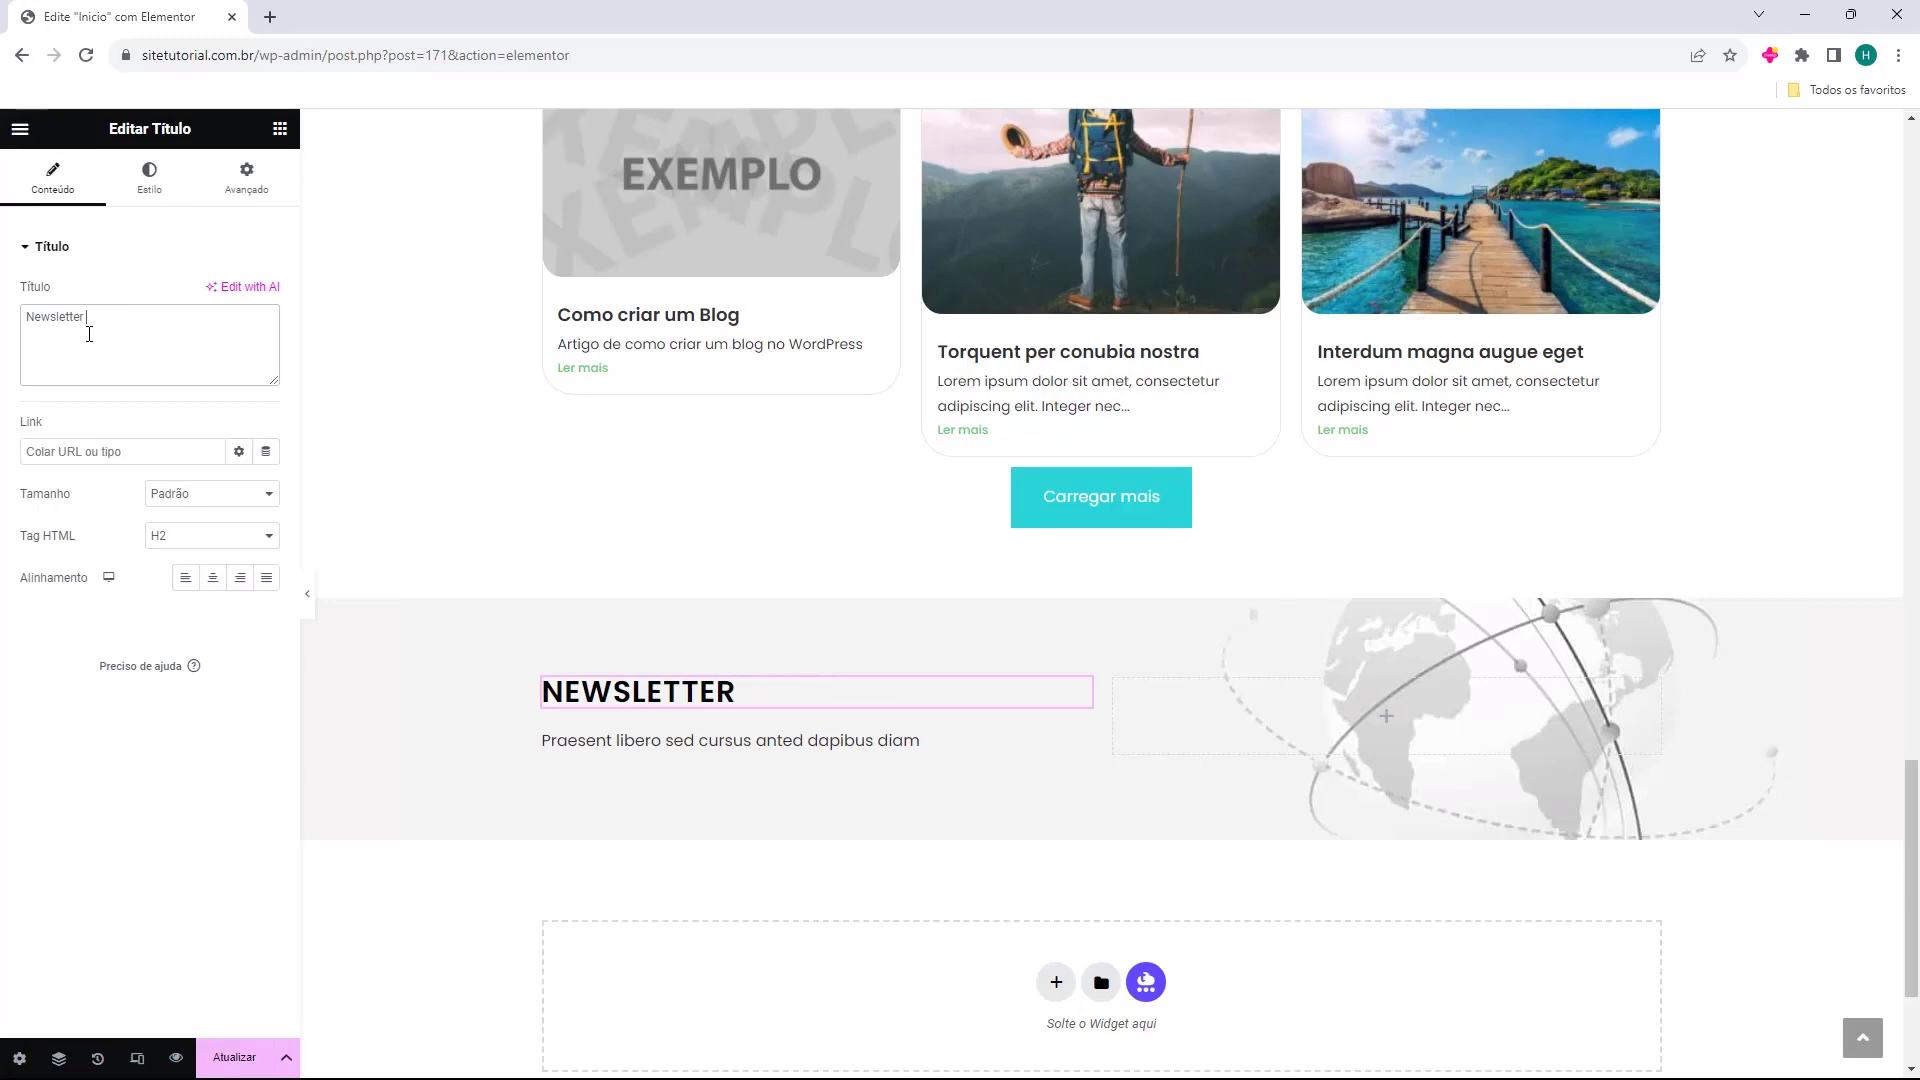 Edite "Inicio" com Elementor
sitetutorial.com.br/wp-admin/post.php?post=171&action=elementor
H
Todos os favoritos
Editar Título
Conteúdo
Estilo
Avançado
Título
Título
Edit with AI
Newsletter
Link
Colar URL ou tipo
Tamanho
Padrão
Tag HTML
H2
Alinhamento
Preciso de ajuda
Atualizar
EXEMPLO
Como criar um Blog
Artigo de como criar um blog no WordPress
Ler mais
Torquent per conubia nostra
Lorem ipsum dolor sit amet, consectetur
adipiscing elit. Integer nec...
Ler mais
Interdum magna augue eget
Lorem ipsum dolor sit amet, consectetur
adipiscing elit. Integer nec...
Ler mais
Carregar mais
NEWSLETTER
Praesent libero sed cursus anted dapibus diam
Solte o Widget aqui